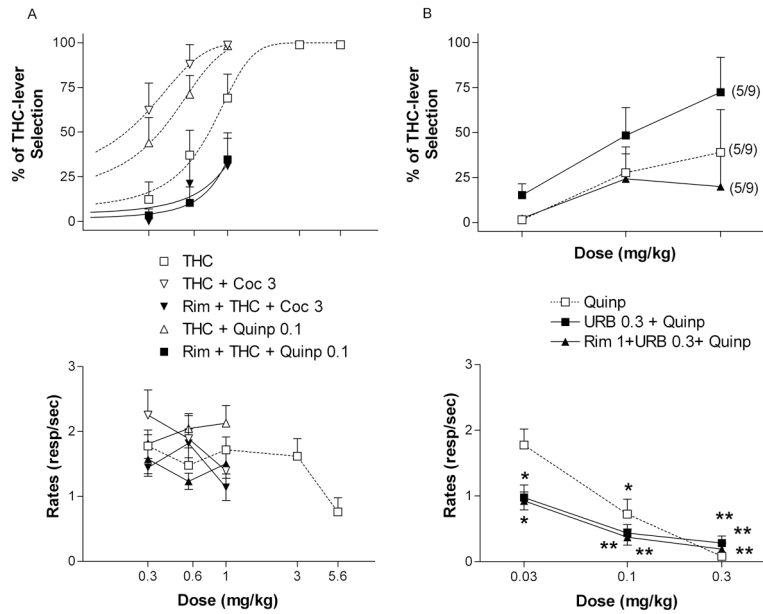 A
% of THC-lever
Selection
100
75
50
25
0
THC
THC + Coc 3
Rim + THC + Coc 3
THC + Quinp 0.1
Rim + THC + Quinp 0.1
Rates (resp/sec)
3
2
1
0
0.3
0.6
1
3
5.6
Dose (mg/kg)
B
% of THC-lever
Selection
100
75
50
25
0
(5/9)
(5/9)
(5/9)
Dose (mg/kg)
Quinp
URB 0.3 + Quinp
Rim 1+URB 0.3+ Quinp
Rates (resp/sec)
3
2
1
0
*
*
*
**
**
**
**
**
0.03
0.1
0.3
Dose (mg/kg)